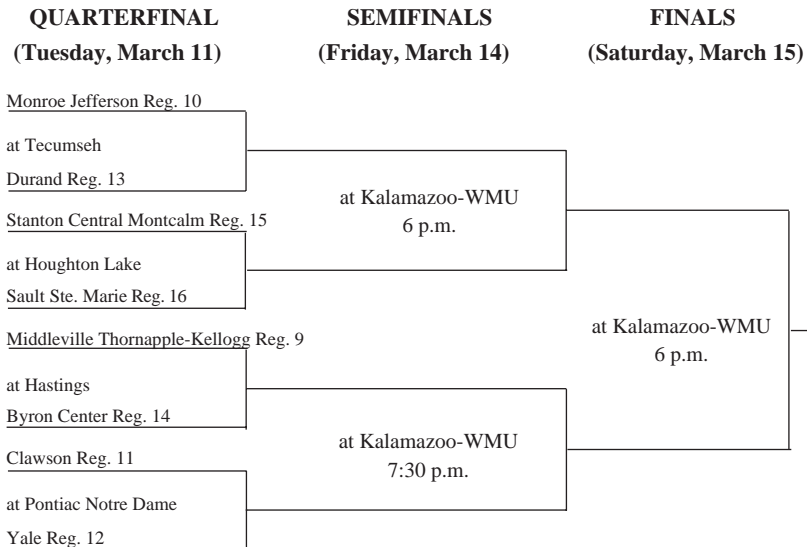 QUARTERFINAL
(Tuesday, March 11)
SEMIFINALS
(Friday, March 14)
FINALS
(Saturday, March 15)
Monroe Jefferson Reg. 10
at Tecumseh
Durand Reg. 13
Stanton Central Montcalm Reg. 15
at Houghton Lake
Sault Ste. Marie Reg. 16
Middleville Thornapple-Kellogg Reg. 9
at Hastings
Byron Center Reg. 14
Clawson Reg. 11
at Pontiac Notre Dame
Yale Reg. 12
at Kalamazoo-WMU
6 p.m.
at Kalamazoo-WMU
7:30 p.m.
at Kalamazoo-WMU
6 p.m.